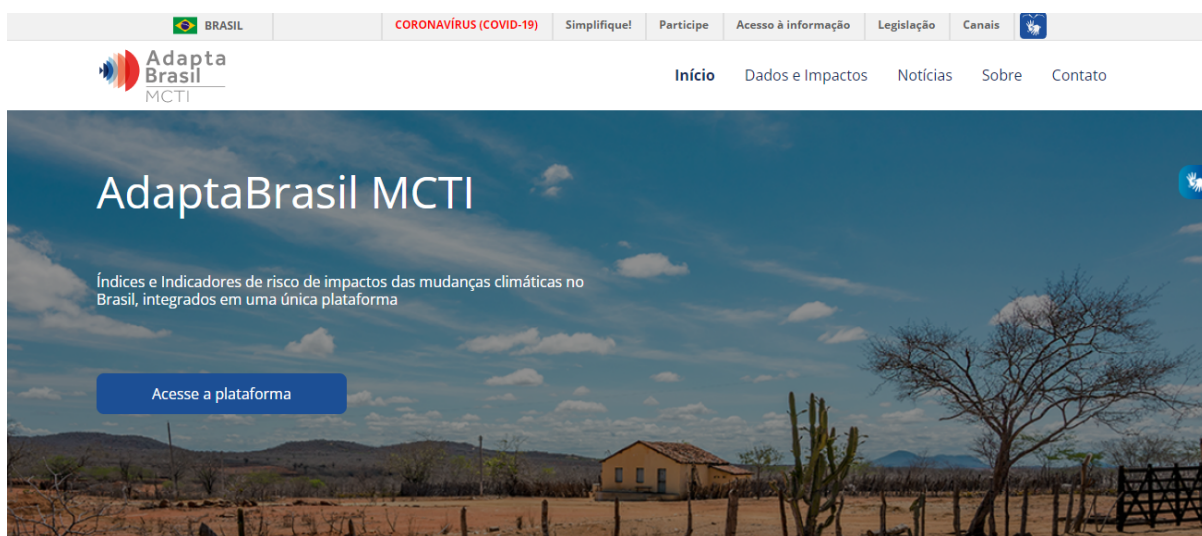 BRASIL
CORONAVÍRUS (COVID-19)
Simplifique!
Participe
Acesso à informação
Legislação
Canais
Adapta
Brasil
MCTI
Início
Dados e Impactos
Notícias
Sobre
Contato
AdaptaBrasil MCTI
Índices e Indicadores de risco de impactos das mudanças climáticas no
Brasil, integrados em uma única plataforma
Acesse a plataforma